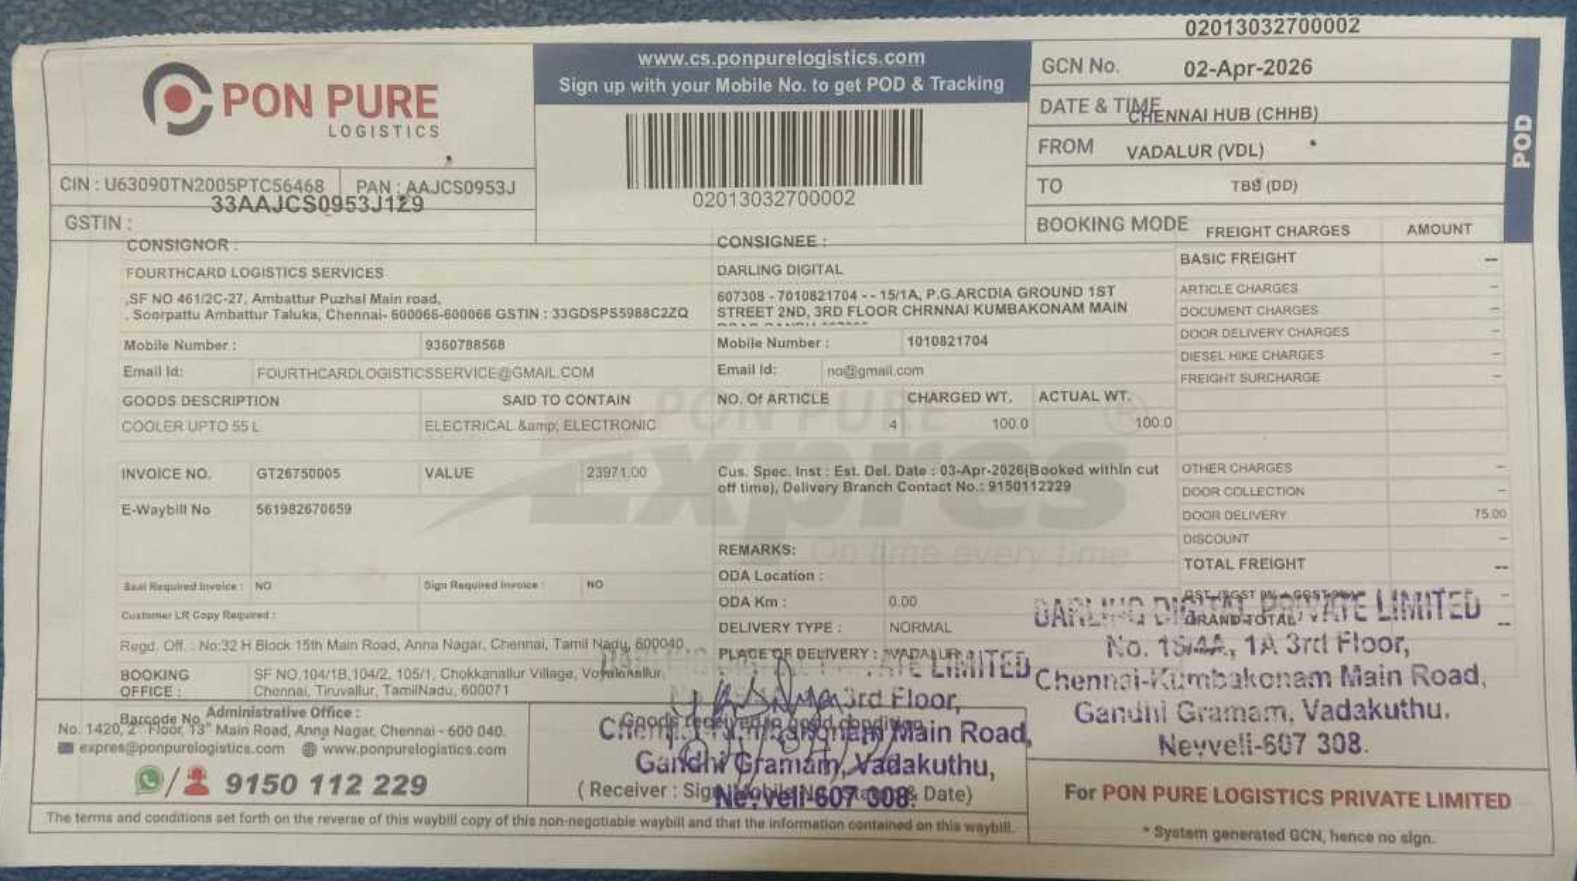 02013032700002
PON PURE
LOGISTICS
www.cs.ponpurelogistics.com
Sign up with your Mobile No. to get POD & Tracking
02013032700002
GCN No. 02-Apr-2026
DATE & TIME CHENNAI HUB (CHHB)
FROM VADALUR (VDL)
TO TBB (DD)
BOOKING MODE
POD
CIN : U63090TN2005PTC56468 PAN : AAJCS0953J
33AAJCS0953J1Z9
GSTIN :
CONSIGNOR :
FOURTHCARD LOGISTICS SERVICES
,SF NO 461/2C-27, Ambattur Puzhal Main road,
, Soorpattu Ambattur Taluka, Chennai- 600066-600066 GSTIN : 33GDSPS5988C2ZQ
Mobile Number : 9360788568
Email Id: FOURTHCARDLOGISTICSSERVICE@GMAIL.COM
CONSIGNEE :
DARLING DIGITAL
607308 - 7010821704 - - 15/1A, P.G.ARCDIA GROUND 1ST
STREET 2ND, 3RD FLOOR CHRNNAI KUMBAKONAM MAIN
Mobile Number : 1010821704
Email Id: no@gmail.com
FREIGHT CHARGES AMOUNT
BASIC FREIGHT --
ARTICLE CHARGES --
DOCUMENT CHARGES --
DOOR DELIVERY CHARGES --
DIESEL HIKE CHARGES --
FREIGHT SURCHARGE --
GOODS DESCRIPTION SAID TO CONTAIN NO. Of ARTICLE CHARGED WT. ACTUAL WT.
COOLER UPTO 55 L ELECTRICAL &amp; ELECTRONIC 4 100.0 100.0
PON PURE
Expres
On time every time
INVOICE NO. GT26750005 VALUE 23971.00
E-Waybill No 561982670659
Cus. Spec. Inst : Est. Del. Date : 03-Apr-2026(Booked within cut
off time), Delivery Branch Contact No.: 9150112229
OTHER CHARGES --
DOOR COLLECTION --
DOOR DELIVERY 75.00
DISCOUNT --
TOTAL FREIGHT --
GRAND TOTAL --
REMARKS:
ODA Location :
ODA Km : 0.00
DELIVERY TYPE : NORMAL
PLACE OF DELIVERY : VADALUR
Seal Required Invoice : NO Sign Required Invoice : NO
Customer LR Copy Required :
Regd. Off. : No:32 H Block 15th Main Road, Anna Nagar, Chennai, Tamil Nadu, 600040
BOOKING OFFICE : SF NO.104/1B,104/2, 105/1, Chokkanallur Village,
Chennai, Tiruvallur, TamilNadu, 600071
Barcode No
Administrative Office :
No. 1420, 2nd Floor, 13th Main Road, Anna Nagar, Chennai - 600 040.
expres@ponpurelogistics.com www.ponpurelogistics.com
9150 112 229
LIMITED
3rd Floor,
Main Road,
Gandhi Gramam, Vadakuthu,
Neyveli-607 308.
Goods received in good condition
( Receiver : & Date)
DARLING DIGITAL PRIVATE LIMITED
1A 3rd Floor,
Chennai-Kumbakonam Main Road,
Gandhi Gramam, Vadakuthu.
Neyveli-607 308.
For PON PURE LOGISTICS PRIVATE LIMITED
* System generated GCN, hence no sign.
The terms and conditions set forth on the reverse of this waybill copy of this non-negotiable waybill and that the information contained on this waybill.